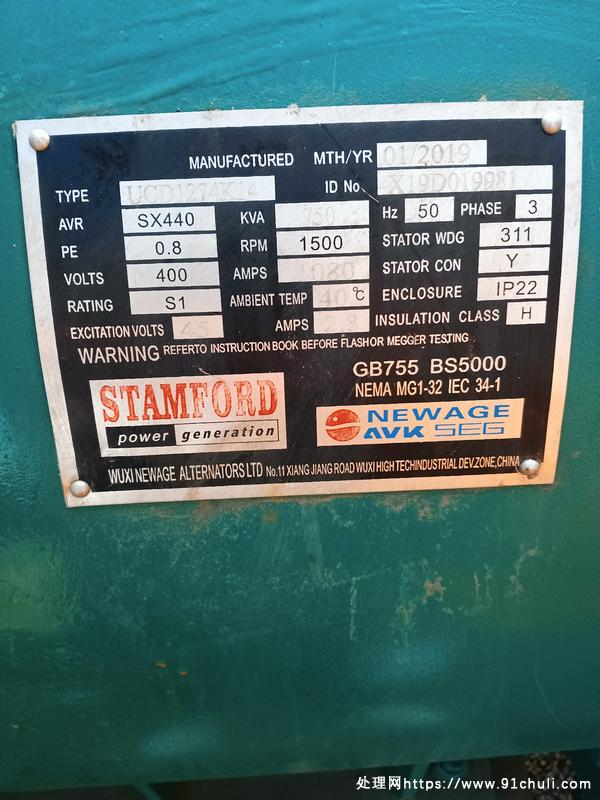 MANUFACTURED MTH/YR 01/2019
TYPE UCD1274K14 ID No X19D019981
AVR SX440 KVA 750 Hz 50 PHASE 3
PE 0.8 RPM 1500 STATOR WDG 311
VOLTS 400 AMPS 1080 STATOR CON Y
RATING S1 AMBIENT TEMP 40 ℃ ENCLOSURE IP22
EXCITATION VOLTS 45 AMPS 2.3 INSULATION CLASS H
WARNING REFERTO INSTRUCTION BOOK BEFORE FLASHOR MEGGER TESTING
GB755 BS5000
NEMA MG1-32 IEC 34-1
STAMFORD
power generation
NEWAGE
AVK SEG
WUXI NEWAGE ALTERNATORS LTD No.11 XIANG JIANG ROAD WUXI HIGH TECHINDUSTRIAL DEV.ZONE,CHINA
处理网https://www.91chuli.com